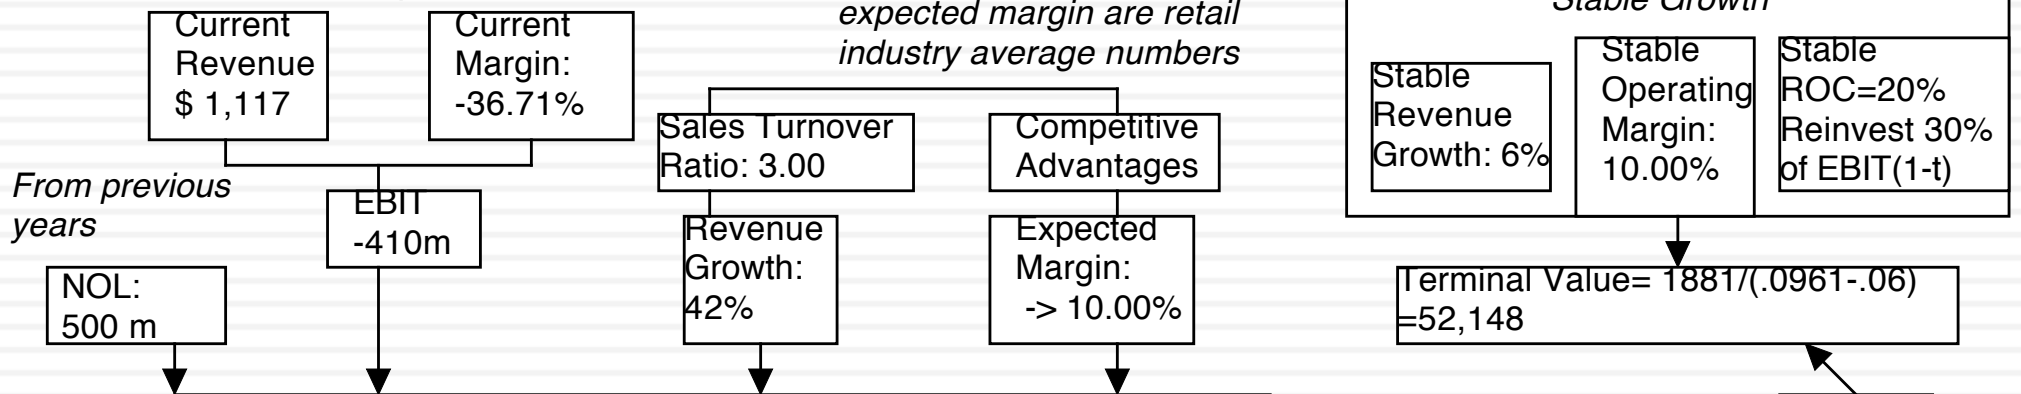 Current
Revenue
$ 1,117
Current
Margin:
-36.71%
expected margin are retail
industry average numbers
Stable Growth
Stable
Revenue
Growth: 6%
Stable
Operating
Margin:
10.00%
Stable
ROC=20%
Reinvest 30%
of EBIT(1-t)
Sales Turnover
Ratio: 3.00
Competitive
Advantages
From previous
years
EBIT
-410m
NOL:
500 m
Revenue
Growth:
42%
Expected
Margin:
-> 10.00%
Terminal Value= 1881/(.0961-.06)
=52,148